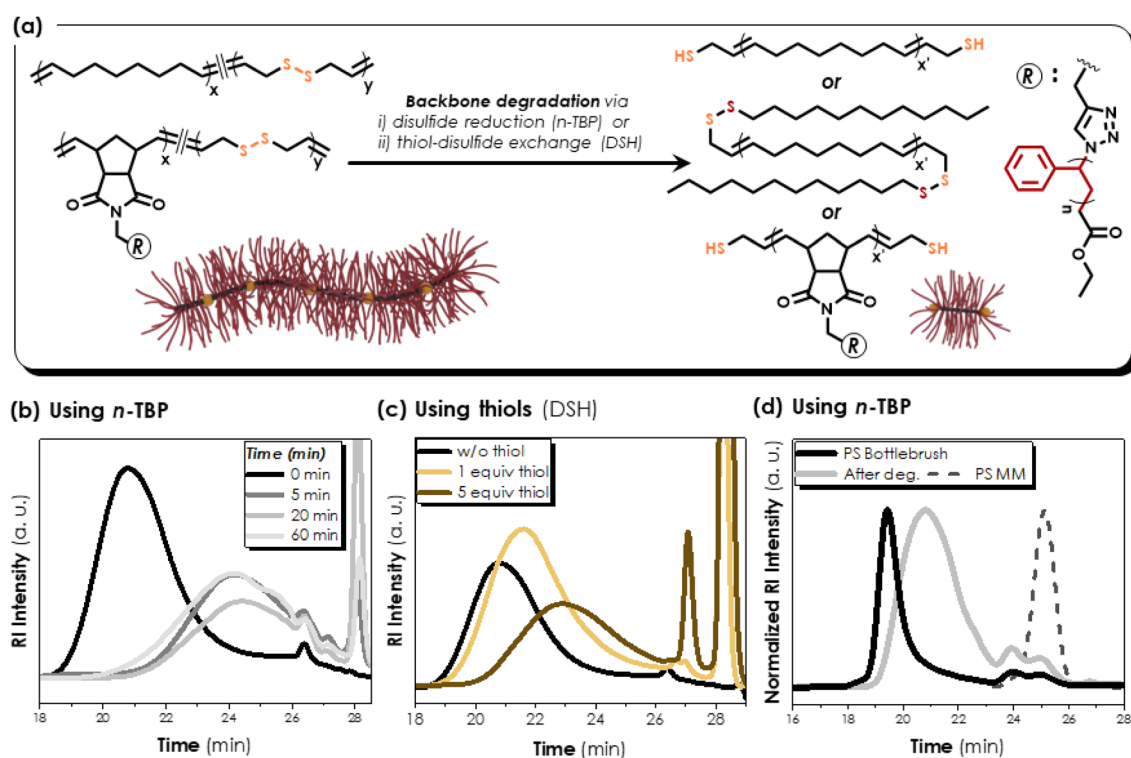 (a)
S
S
x
y
S
S
x
y
O
N
O
R
Backbone degradation via
i) disulfide reduction (n-TBP) or
ii) thiol-disulfide exchange (DSH)
HS
SH
x'
or
S
S
x'
S
S
or
HS
SH
x'
O
N
O
R
R :
N
N
N
n
O
O
(b) Using n-TBP
RI Intensity (a. u.)
Time (min)
0 min
5 min
20 min
60 min
18 20 22 24 26 28
Time (min)
(c) Using thiols (DSH)
RI Intensity (a. u.)
w/o thiol
1 equiv thiol
5 equiv thiol
18 20 22 24 26 28
Time (min)
(d) Using n-TBP
Normalized RI Intensity (a. u.)
PS Bottlebrush
After deg. PS MM
16 18 20 22 24 26 28
Time (min)